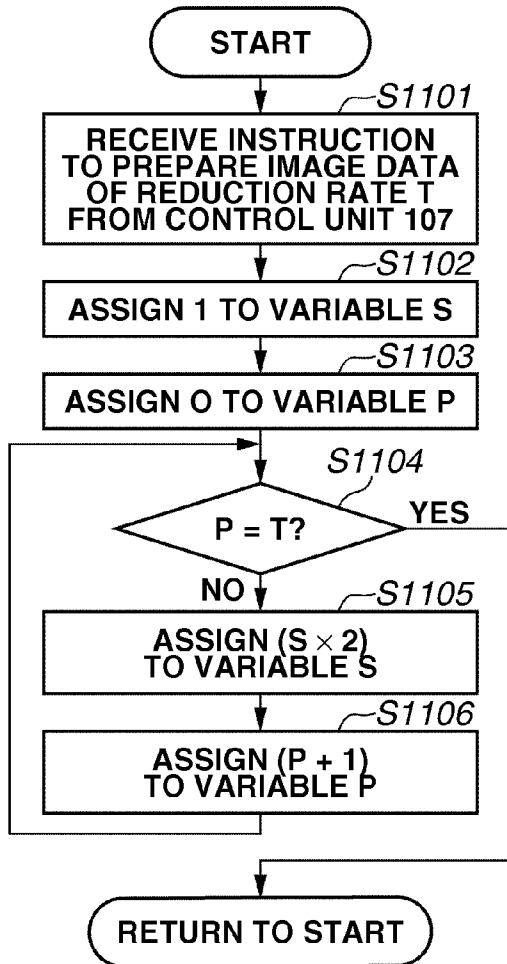 START
S1101
RECEIVE INSTRUCTION
TO PREPARE IMAGE DATA
OF REDUCTION RATE T
FROM CONTROL UNIT 107
S1102
ASSIGN 1 TO VARIABLE S
S1103
ASSIGN O TO VARIABLE P
S1104
P = T?
YES
NO
S1105
ASSIGN (S × 2)
TO VARIABLE S
S1106
ASSIGN (P + 1)
TO VARIABLE P
RETURN TO START